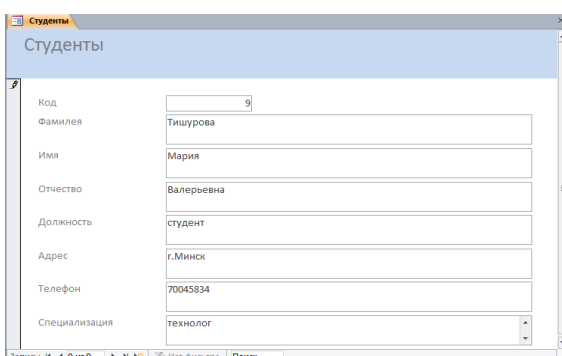 Студенты
Студенты
Код 9
Фамилея Тишурова
Имя Мария
Отчество Валерьевна
Должность студент
Адрес г.Минск
Телефон 70045834
Специализация технолог